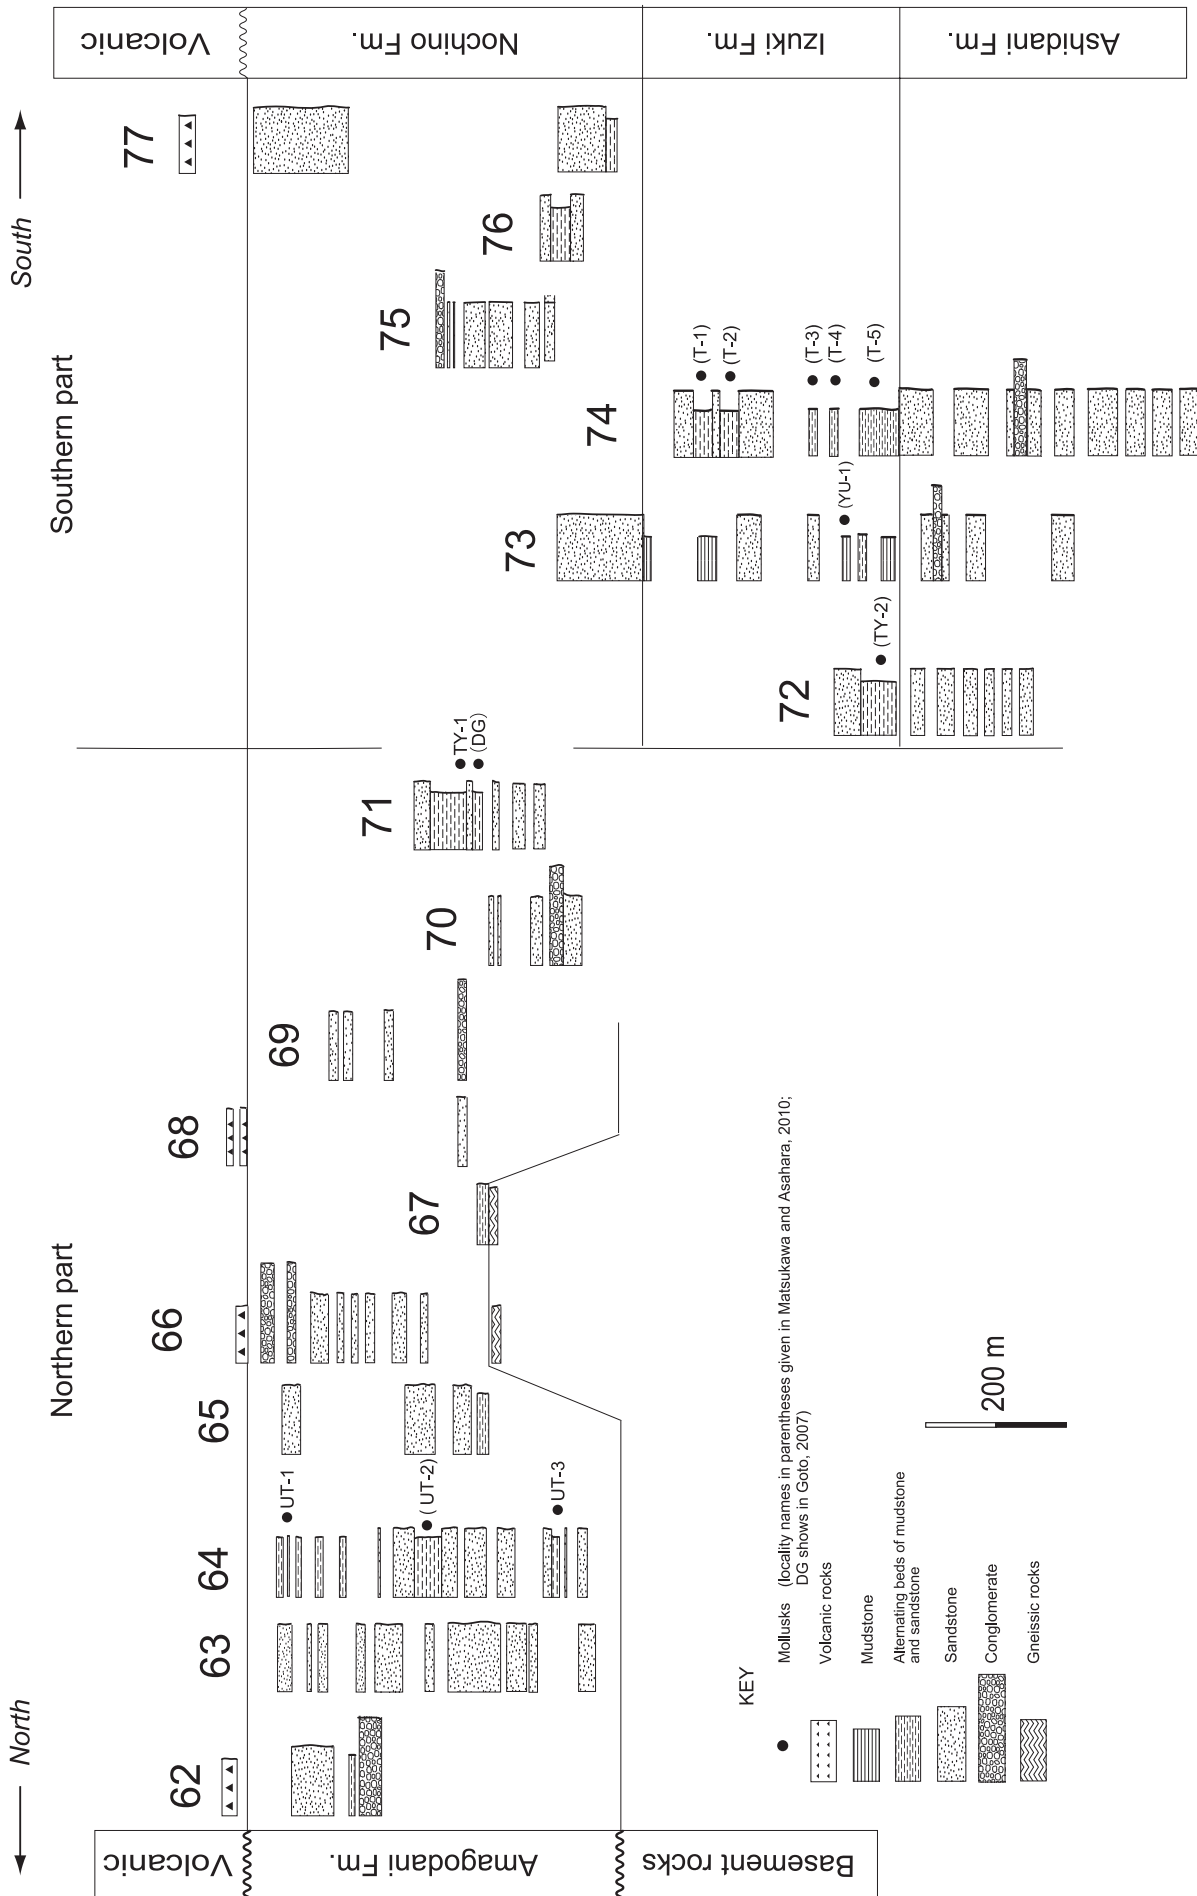 North
South
Northern part
Southern part
Volcanic
Amagodani Fm.
Basement rocks
62
63
64
UT-1
( UT-2)
UT-3
65
66
67
68
69
70
71
TY-1
(DG)
72
(TY-2)
73
(YU-1)
74
(T-1)
(T-2)
(T-3)
(T-4)
(T-5)
75
76
77
Volcanic
Nochino Fm.
Izuki Fm.
Ashidani Fm.
KEY
Mollusks (locality names in parentheses given in Matsukawa and Asahara, 2010;
DG shows in Goto, 2007)
Volcanic rocks
Mudstone
Alternating beds of mudstone
and sandstone
Sandstone
Conglomerate
Gneissic rocks
200 m